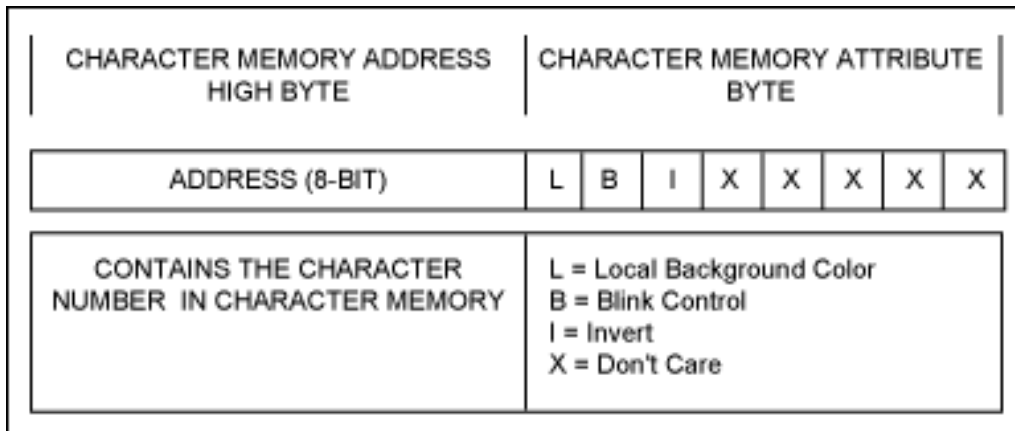 CHARACTER MEMORY ADDRESS
HIGH BYTE
CHARACTER MEMORY ATTRIBUTE
BYTE
ADDRESS (8-BIT)
L B I X X X X X
CONTAINS THE CHARACTER
NUMBER IN CHARACTER MEMORY
L = Local Background Color
B = Blink Control
I = Invert
X = Don't Care